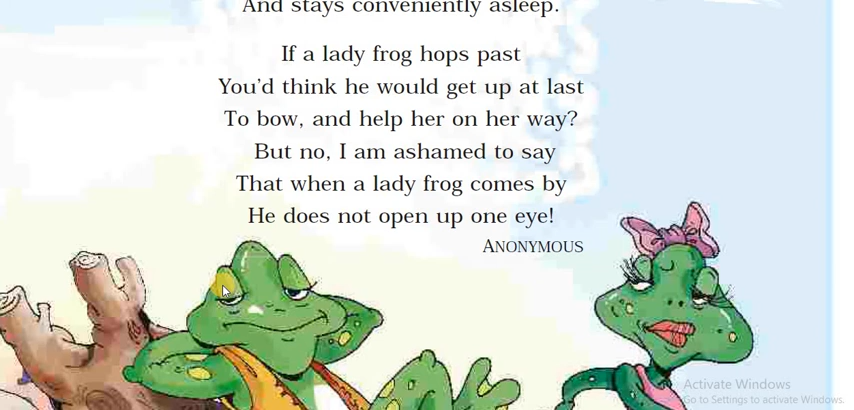 And stays conveniently asleep.
If a lady frog hops past
You'd think he would get up at last
To bow, and help her on her way?
But no, I am ashamed to say
That when a lady frog comes by
He does not open up one eye!
ANONYMOUS
Activate Windows
Go to Settings to activate Windows.